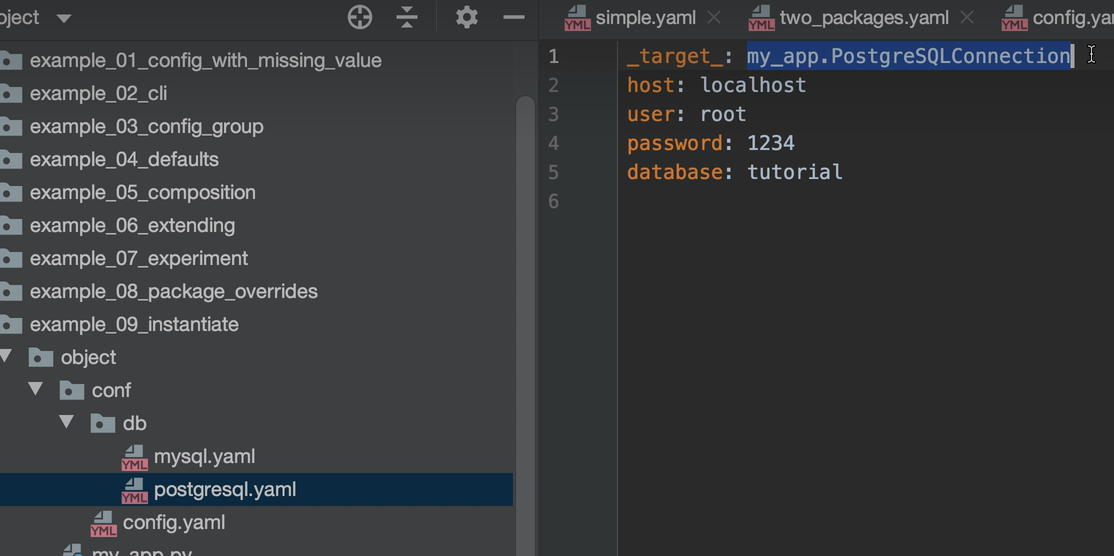 oject
example_01_config_with_missing_value
example_02_cli
example_03_config_group
example_04_defaults
example_05_composition
example_06_extending
example_07_experiment
example_08_package_overrides
example_09_instantiate
object
conf
db
YML mysql.yaml
YML postgresql.yaml
YML config.yaml
my_app.py
YML simple.yaml YML two_packages.yaml YML config.ya
1 _target_: my_app.PostgreSQLConnection
2 host: localhost
3 user: root
4 password: 1234
5 database: tutorial
6